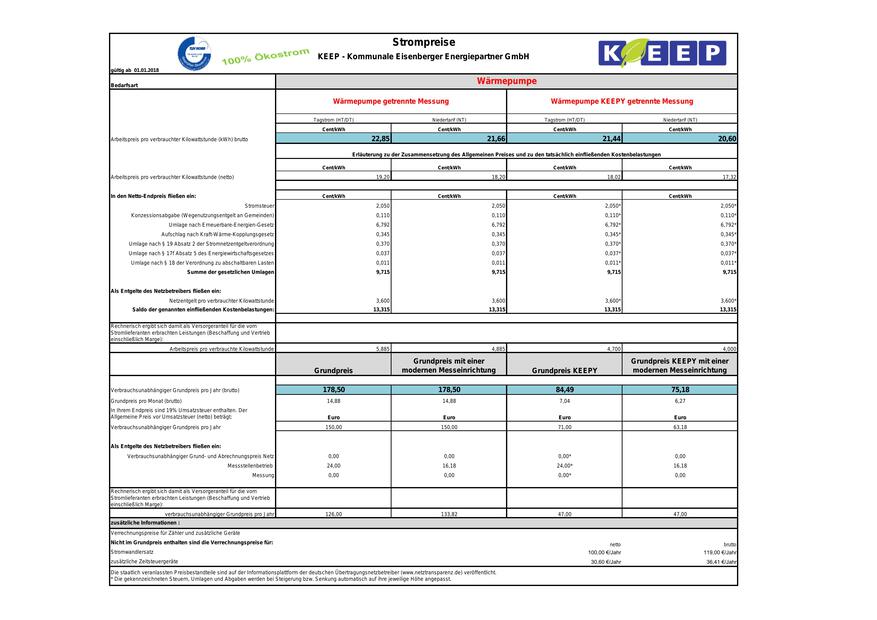 Strompreise
100% Ökostrom
KEEP - Kommunale Eisenberger Energiepartner GmbH
KEEP
gültig ab 01.01.2018
Bedarfsart
Wärmepumpe
Wärmepumpe getrennte Messung Wärmepumpe KEEPY getrennte Messung
Tagstrom (HT/DT) Niedertarif (NT) Tagstrom (HT/DT) Niedertarif (NT)
Cent/kWh Cent/kWh Cent/kWh Cent/kWh
Arbeitspreis pro verbrauchter Kilowattstunde (kWh) brutto 22,85 21,66 21,44 20,60
Erläuterung zu der Zusammensetzung des Allgemeinen Preises und zu den tatsächlich einfließenden Kostenbelastungen
Cent/kWh Cent/kWh Cent/kWh Cent/kWh
Arbeitspreis pro verbrauchter Kilowattstunde (netto) 19,20 18,20 18,02 17,32
In den Netto-Endpreis fließen ein: Cent/kWh Cent/kWh Cent/kWh Cent/kWh
Stromsteuer 2,050 2,050 2,050* 2,050*
Konzessionsabgabe (Wegenutzungsentgelt an Gemeinden) 0,110 0,110 0,110* 0,110*
Umlage nach Erneuerbare-Energien-Gesetz 6,792 6,792 6,792* 6,792*
Aufschlag nach Kraft-Wärme-Kopplungsgesetz 0,345 0,345 0,345* 0,345*
Umlage nach § 19 Absatz 2 der Stromnetzentgeltverordnung 0,370 0,370 0,370* 0,370*
Umlage nach § 17f Absatz 5 des Energiewirtschaftsgesetzes 0,037 0,037 0,037* 0,037*
Umlage nach § 18 der Verordnung zu abschaltbaren Lasten 0,011 0,011 0,011* 0,011*
Summe der gesetzlichen Umlagen 9,715 9,715 9,715 9,715
Als Entgelte des Netzbetreibers fließen ein:
Netzentgelt pro verbrauchter Kilowattstunde 3,600 3,600 3,600* 3,600*
Saldo der genannten einfließenden Kostenbelastungen: 13,315 13,315 13,315 13,315
Rechnerisch ergibt sich damit als Versorgeranteil für die vom
Stromlieferanten erbrachten Leistungen (Beschaffung und Vertrieb
einschließlich Marge):
Arbeitspreis pro verbrauchte Kilowattstunde 5,885 4,885 4,700 4,000
Grundpreis Grundpreis mit einer modernen Messeinrichtung Grundpreis KEEPY Grundpreis KEEPY mit einer modernen Messeinrichtung
Verbrauchsunabhängiger Grundpreis pro Jahr (brutto) 178,50 178,50 84,49 75,18
Grundpreis pro Monat (brutto) 14,88 14,88 7,04 6,27
In Ihrem Endpreis sind 19% Umsatzsteuer enthalten. Der
Allgemeine Preis vor Umsatzsteuer (netto) beträgt: Euro Euro Euro Euro
Verbrauchsunabhängiger Grundpreis pro Jahr 150,00 150,00 71,00 63,18
Als Entgelte des Netzbetreibers fließen ein:
Verbrauchsunabhängiger Grund- und Abrechnungspreis Netz 0,00 0,00 0,00* 0,00
Messstellenbetrieb 24,00 16,18 24,00* 16,18
Messung 0,00 0,00 0,00* 0,00
Rechnerisch ergibt sich damit als Versorgeranteil für die vom
Stromlieferanten erbrachten Leistungen (Beschaffung und Vertrieb
einschließlich Marge):
verbrauchsunabhängiger Grundpreis pro Jahr 126,00 133,82 47,00 47,00
zusätzliche Informationen :
Verrechnungspreise für Zähler und zusätzliche Geräte
Nicht im Grundpreis enthalten sind die Verrechnungspreise für: netto brutto
Stromwandlersatz 100,00 €/Jahr 119,00 €/Jahr
zusätzliche Zeitsteuergeräte 30,60 €/Jahr 36,41 €/Jahr
Die staatlich veranlassten Preisbestandteile sind auf der Informationsplattform der deutschen Übertragungsnetzbetreiber (www.netztransparenz.de) veröffentlicht.
* Die gekennzeichneten Steuern, Umlagen und Abgaben werden bei Steigerung bzw. Senkung automatisch auf ihre jeweilige Höhe angepasst.